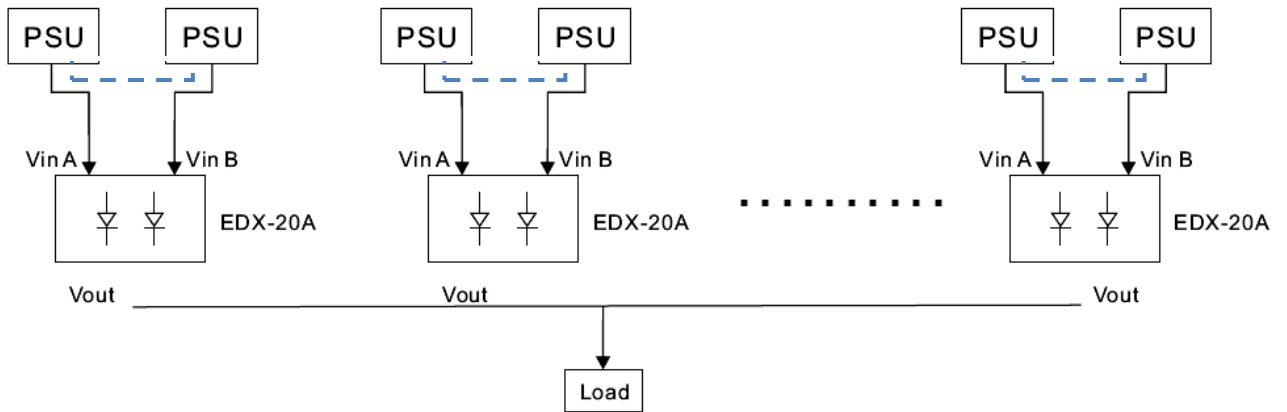 PSU PSU PSU PSU PSU PSU
Vin A Vin B Vin A Vin B Vin A Vin B
EDX-20A EDX-20A EDX-20A
Vout Vout Vout
Load